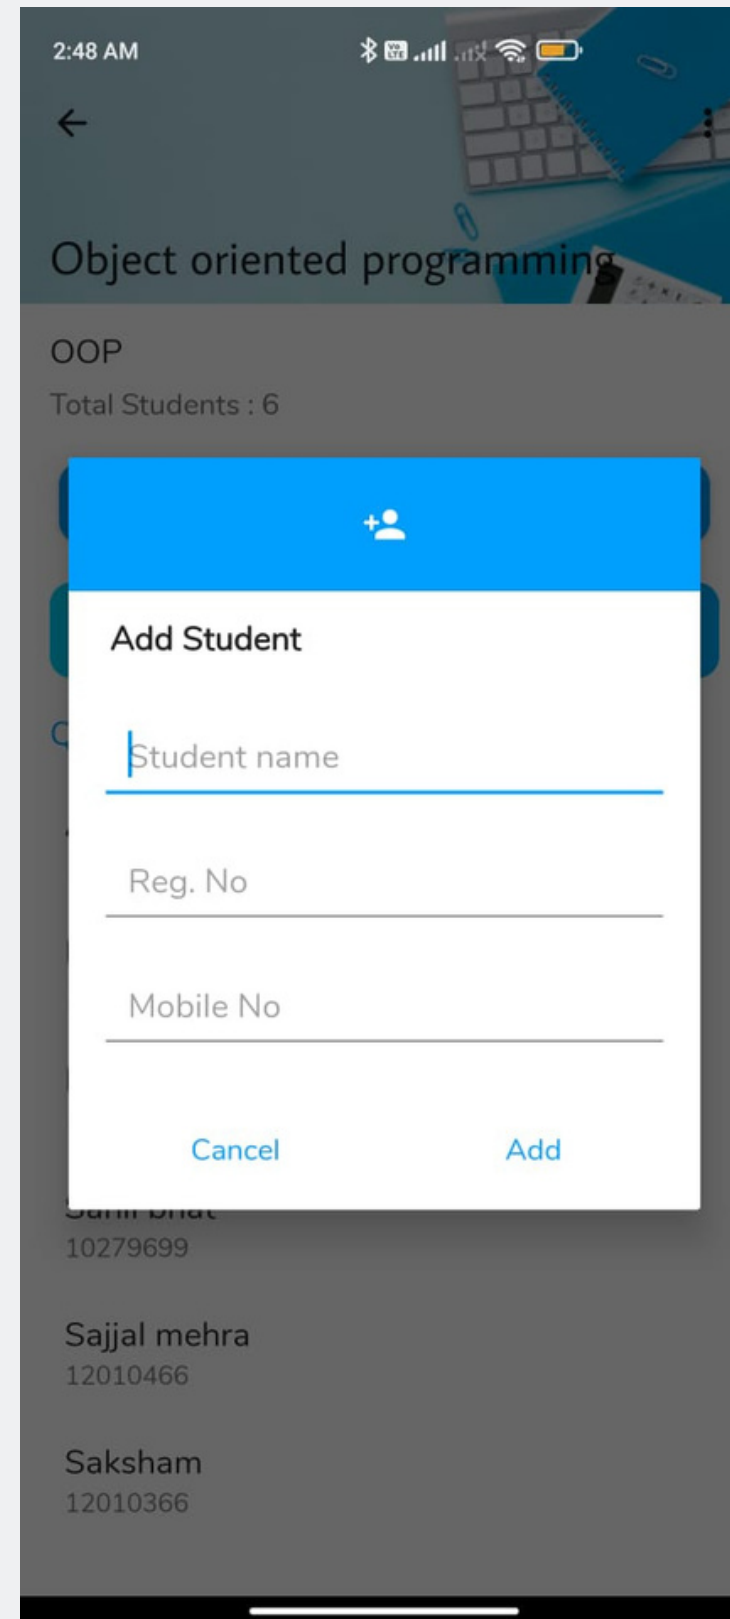 2:48 AM
Object oriented programming
OOP
Total Students : 6
Add Student
Student name
Reg. No
Mobile No
Cancel
Add
10279699
Sajjal mehra
12010466
Saksham
12010366